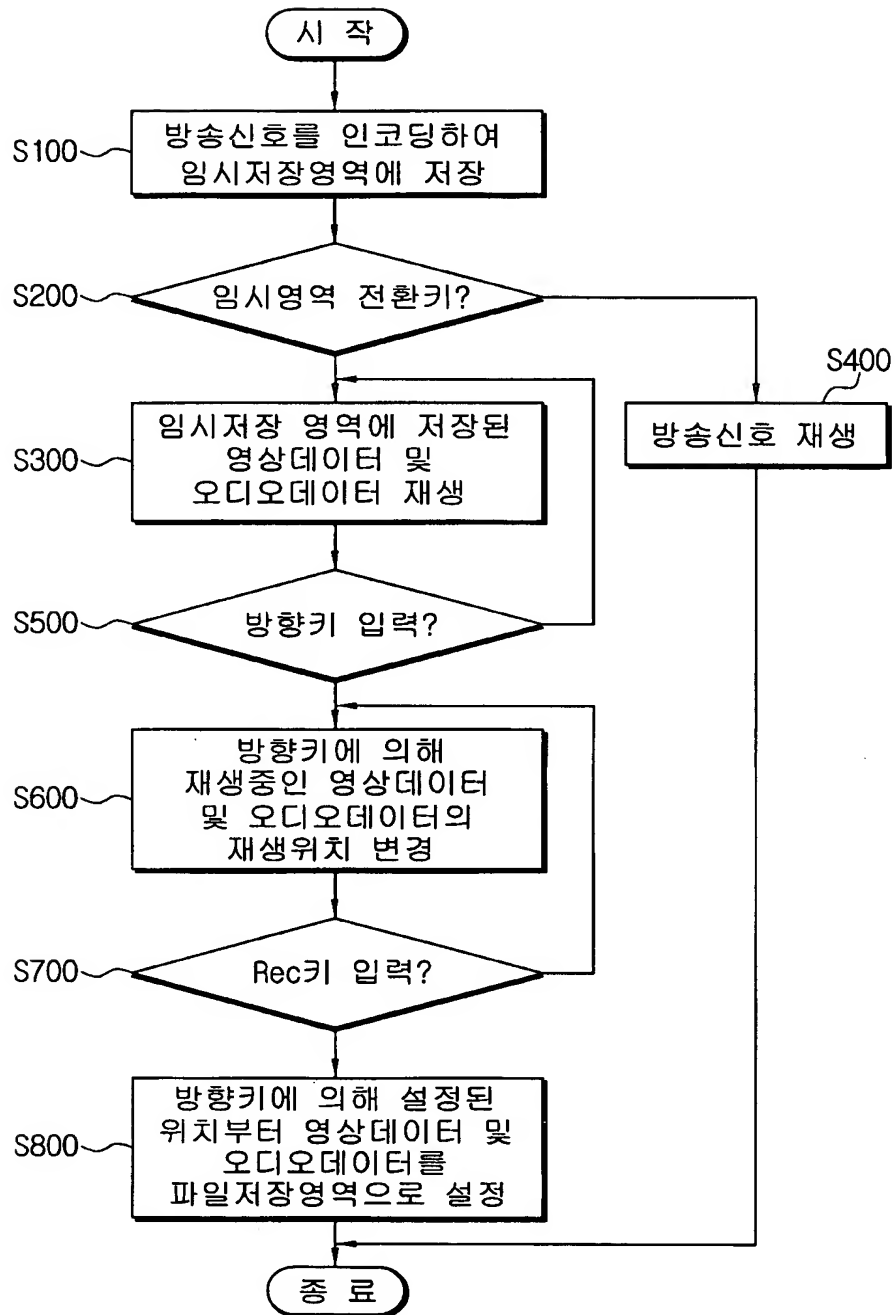 시 작
S100
방송신호를 인코딩하여
임시저장영역에 저장
S200
임시영역 전환키?
S400
방송신호 재생
S300
임시저장 영역에 저장된
영상데이터 및
오디오데이터 재생
S500
방향키 입력?
S600
방향키에 의해
재생중인 영상데이터
및 오디오데이터의
재생위치 변경
S700
Rec키 입력?
S800
방향키에 의해 설정된
위치부터 영상데이터 및
오디오데이터를
파일저장영역으로 설정
종 료